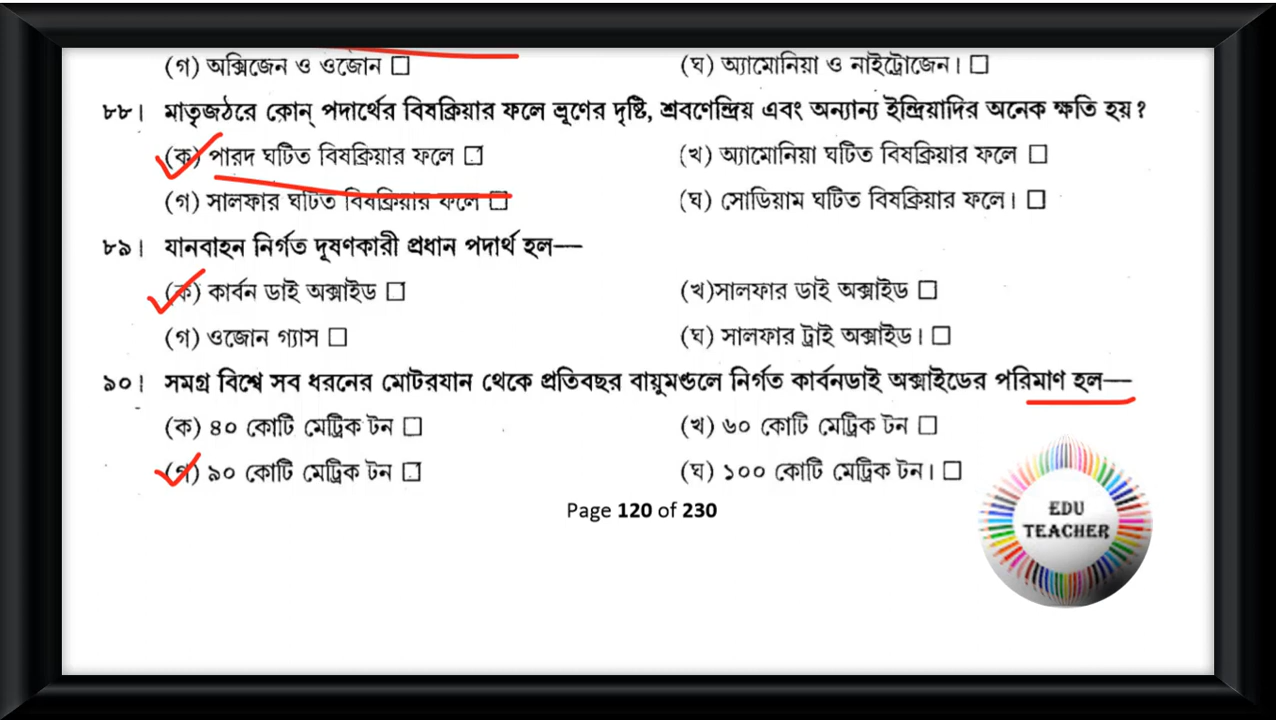 (গ) অক্সিজেন ও ওজোন □ (ঘ) অ্যামোনিয়া ও নাইট্রোজেন। □
৮৮। মাতৃজঠরে কোন্ পদার্থের বিষক্রিয়ার ফলে ভ্রূণের দৃষ্টি, শ্রবণেন্দ্রিয় এবং অন্যান্য ইন্দ্রিয়াদির অনেক ক্ষতি হয়?
(ক) পারদ ঘটিত বিষক্রিয়ার ফলে □ (খ) অ্যামোনিয়া ঘটিত বিষক্রিয়ার ফলে □
(গ) সালফার ঘটিত বিষক্রিয়ার ফলে □ (ঘ) সোডিয়াম ঘটিত বিষক্রিয়ার ফলে। □
৮৯। যানবাহন নির্গত দূষণকারী প্রধান পদার্থ হল—
(ক) কার্বন ডাই অক্সাইড □ (খ)সালফার ডাই অক্সাইড □
(গ) ওজোন গ্যাস □ (ঘ) সালফার ট্রাই অক্সাইড। □
৯০। সমগ্র বিশ্বে সব ধরনের মোটরযান থেকে প্রতিবছর বায়ুমণ্ডলে নির্গত কার্বনডাই অক্সাইডের পরিমাণ হল—
(ক) ৪০ কোটি মেট্রিক টন □ (খ) ৬০ কোটি মেট্রিক টন □
(গ) ৯০ কোটি মেট্রিক টন □ (ঘ) ১০০ কোটি মেট্রিক টন। □
Page 120 of 230
EDU
TEACHER